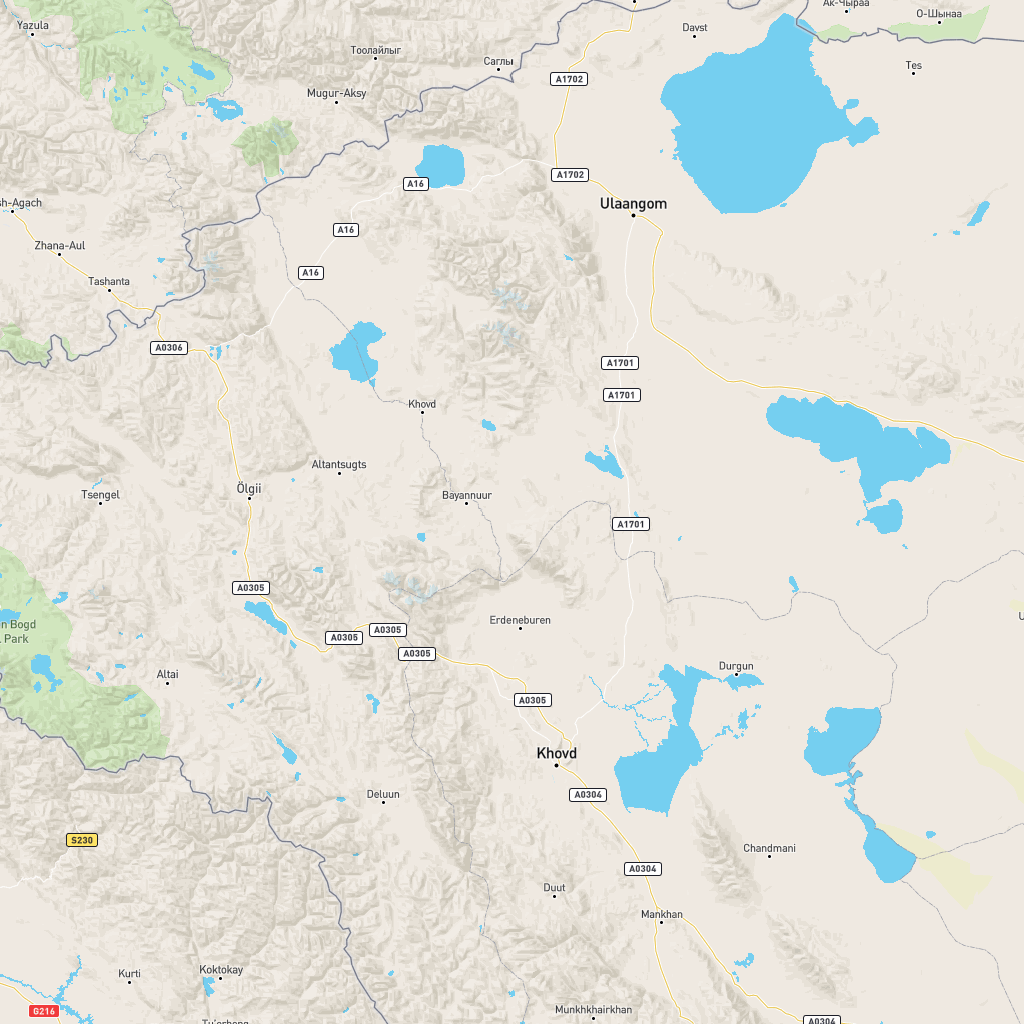 Yazula
Тоолайлыг
Саглы
Mugur-Aksy
A1702
Davst
Ак-Чыраа
О-Шынаа
Tes
A1702
A16
sh-Agach
Ulaangom
A16
Zhana-Aul
A16
Tashanta
A0306
A1701
A1701
Khovd
Altantsugts
Ölgii
Tsengel
Bayannuur
A1701
A0305
Erdeneburen
n Bogd
Park
A0305
A0305
A0305
Altai
Durgun
A0305
Khovd
A0304
Deluun
S230
Chandmani
A0304
Duut
Mankhan
Kurti
Koktokay
G216
Munkhkhairkhan
A0304